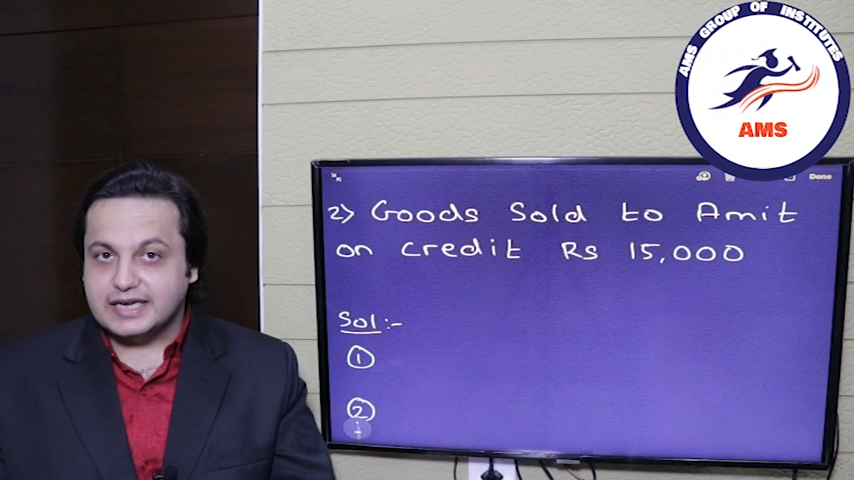 AMS GROUP OF INSTITUTES
AMS
Done
2) Goods Sold to Amit
on credit Rs 15,000
Sol:-
1
2